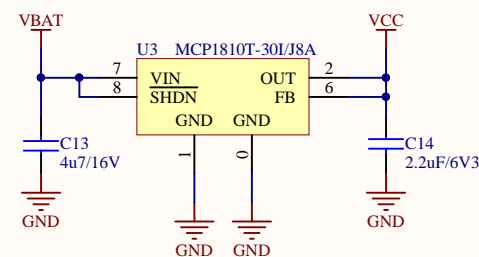 VBAT
VCC
U3 MCP1810T-30I/J8A
7 VIN OUT 2
8 SHDN FB 6
GND GND
C13
4u7/16V
C14
2.2uF/6V3
1 0
GND
GND
GND GND